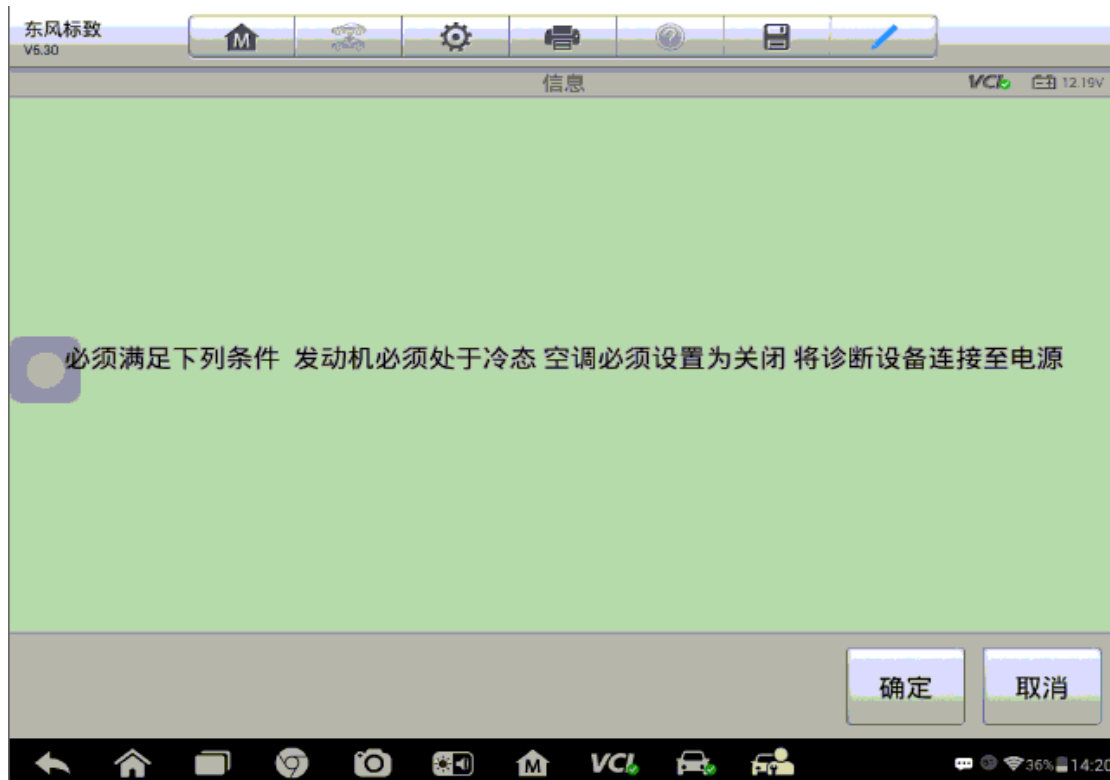 东风标致
V6.30
M
信息
VCI
12.19V
必须满足下列条件 发动机必须处于冷态 空调必须设置为关闭 将诊断设备连接至电源
确定
取消
M
VCI
36%
14:20